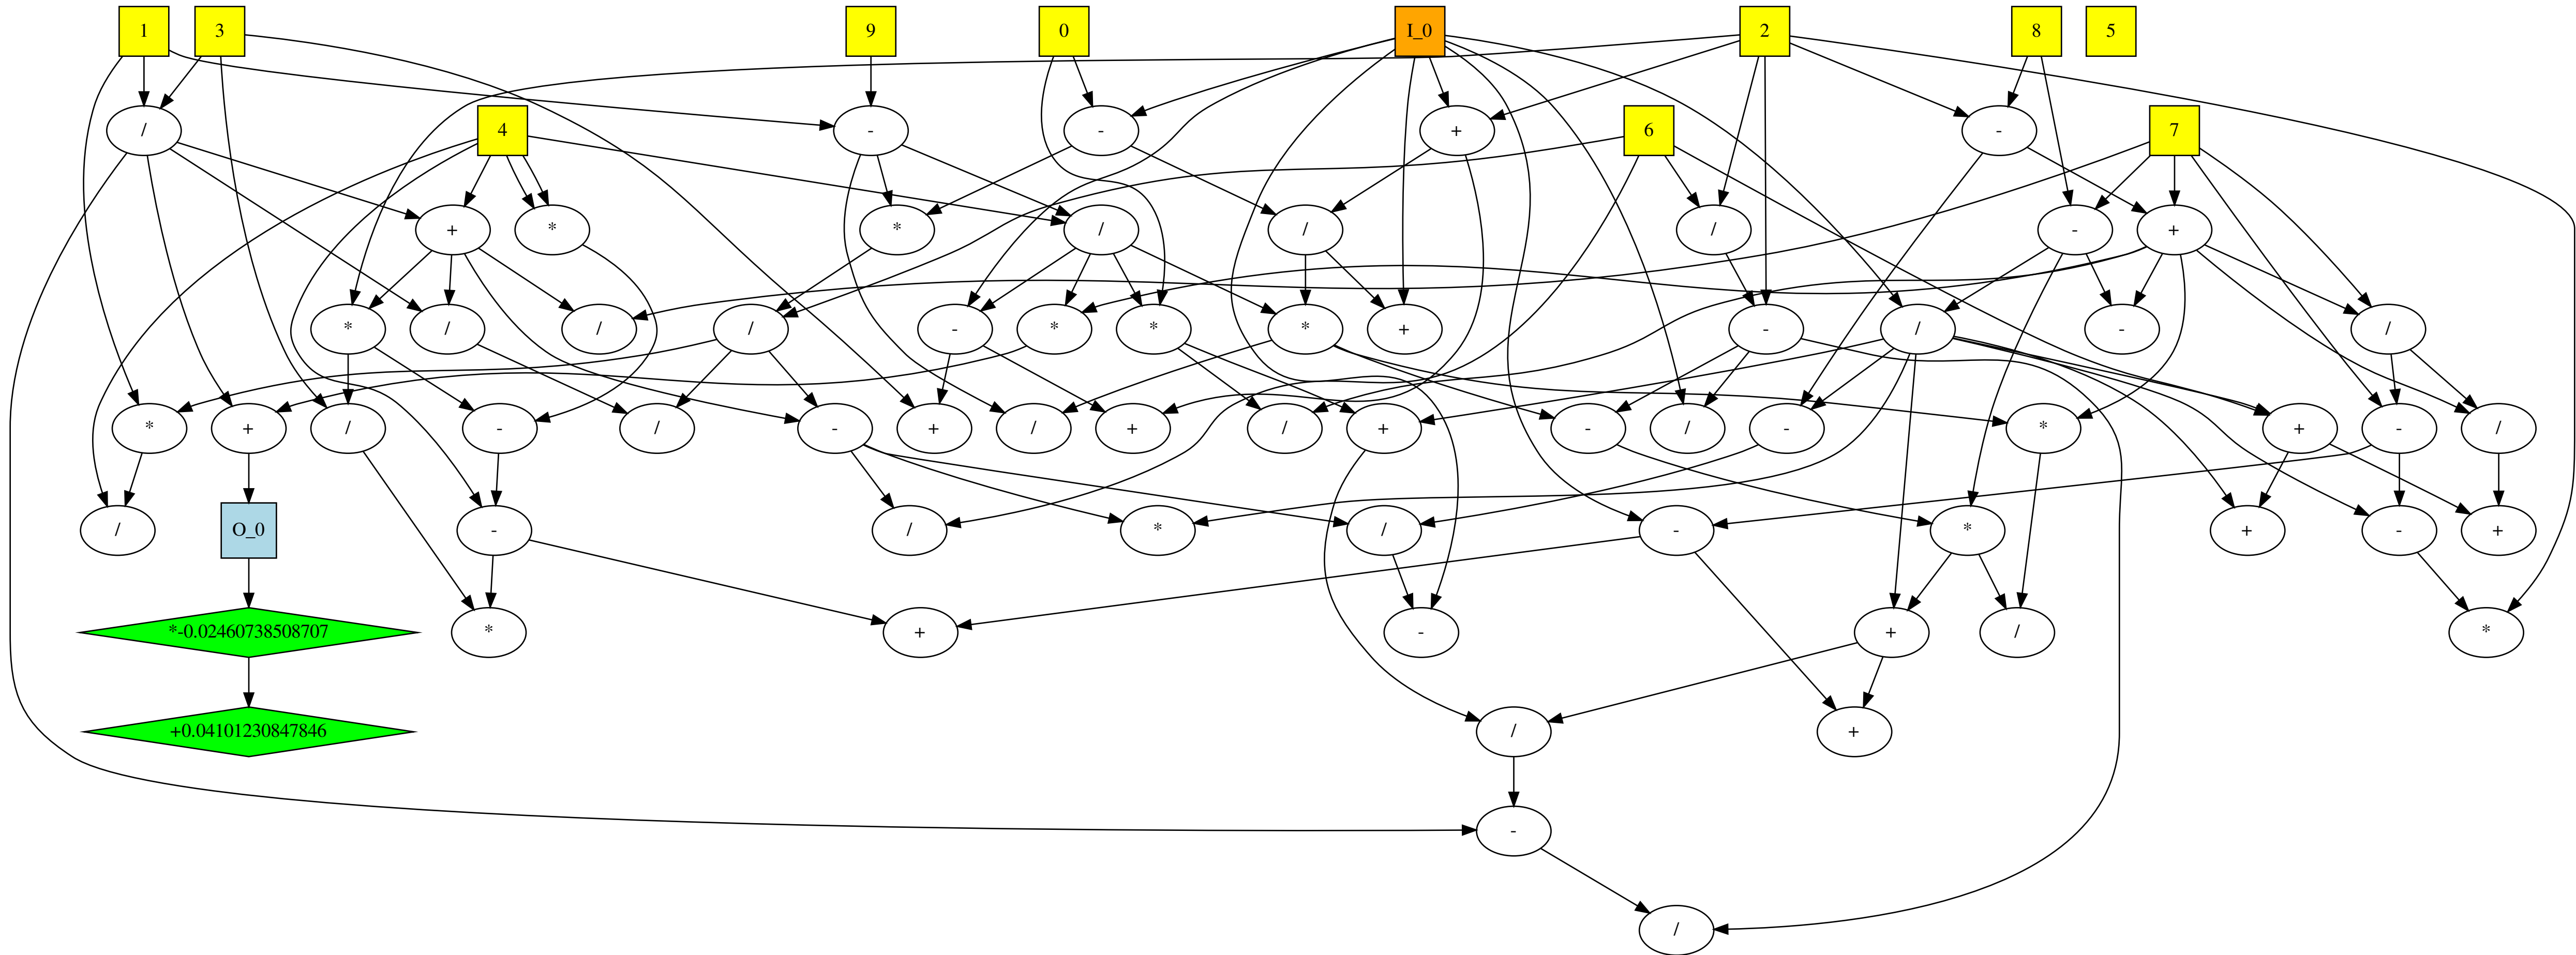 1 3 9 0 I_0 2 8 5
/ 4 - - + 6 - 7
+ * * / / / - +
* / / / - * * * + - / - /
* + / - / - + / + / + - / - * + - /
/ O_0 - / * / - * + - +
*-0.02460738508707 * + - + / *
+0.04101230847846 / +
-
/